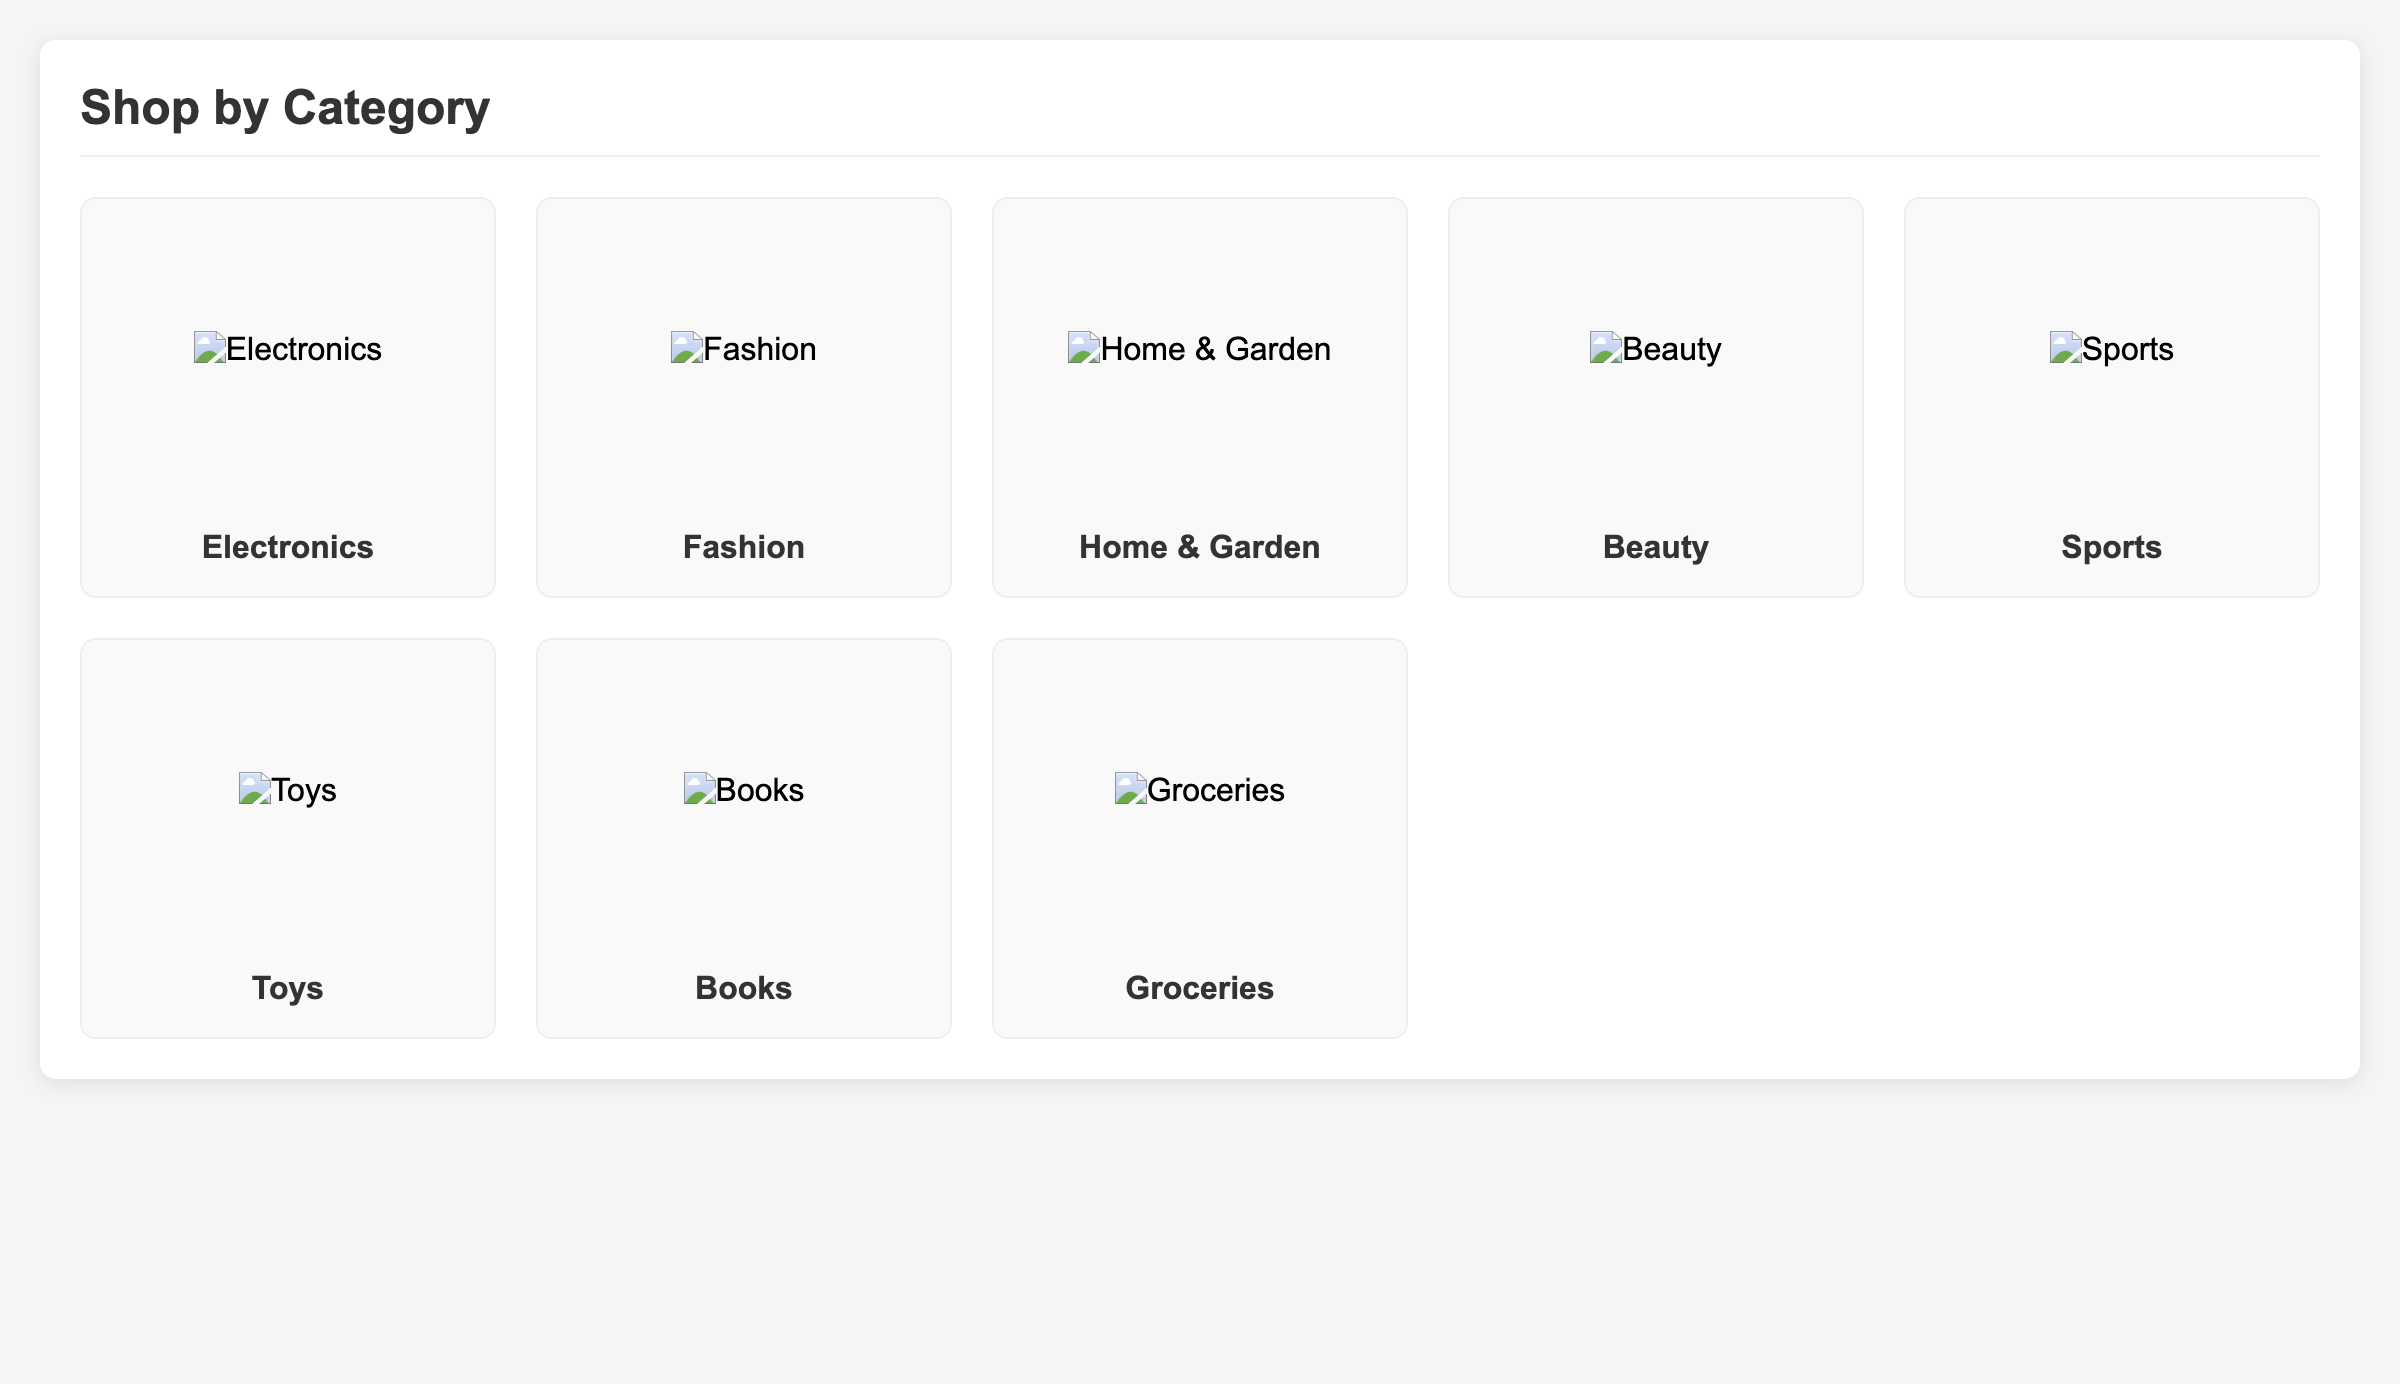 Shop by Category
Electronics
Fashion
Home & Garden
Beauty
Sports
Electronics
Fashion
Home & Garden
Beauty
Sports
Toys
Books
Groceries
Toys
Books
Groceries